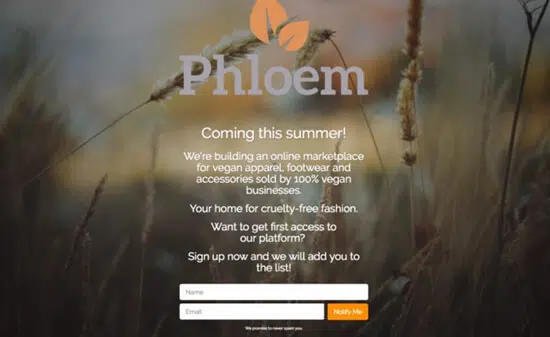 Phloem
Coming this summer!
We're building an online marketplace
for vegan apparel, footwear and
accessories sold by 100% vegan
businesses.
Your home for cruelty-free fashion.
Want to get first access to
our platform?
Sign up now and we will add you to
the list!
Name
Email
Notify Me
We promise to never spam you.